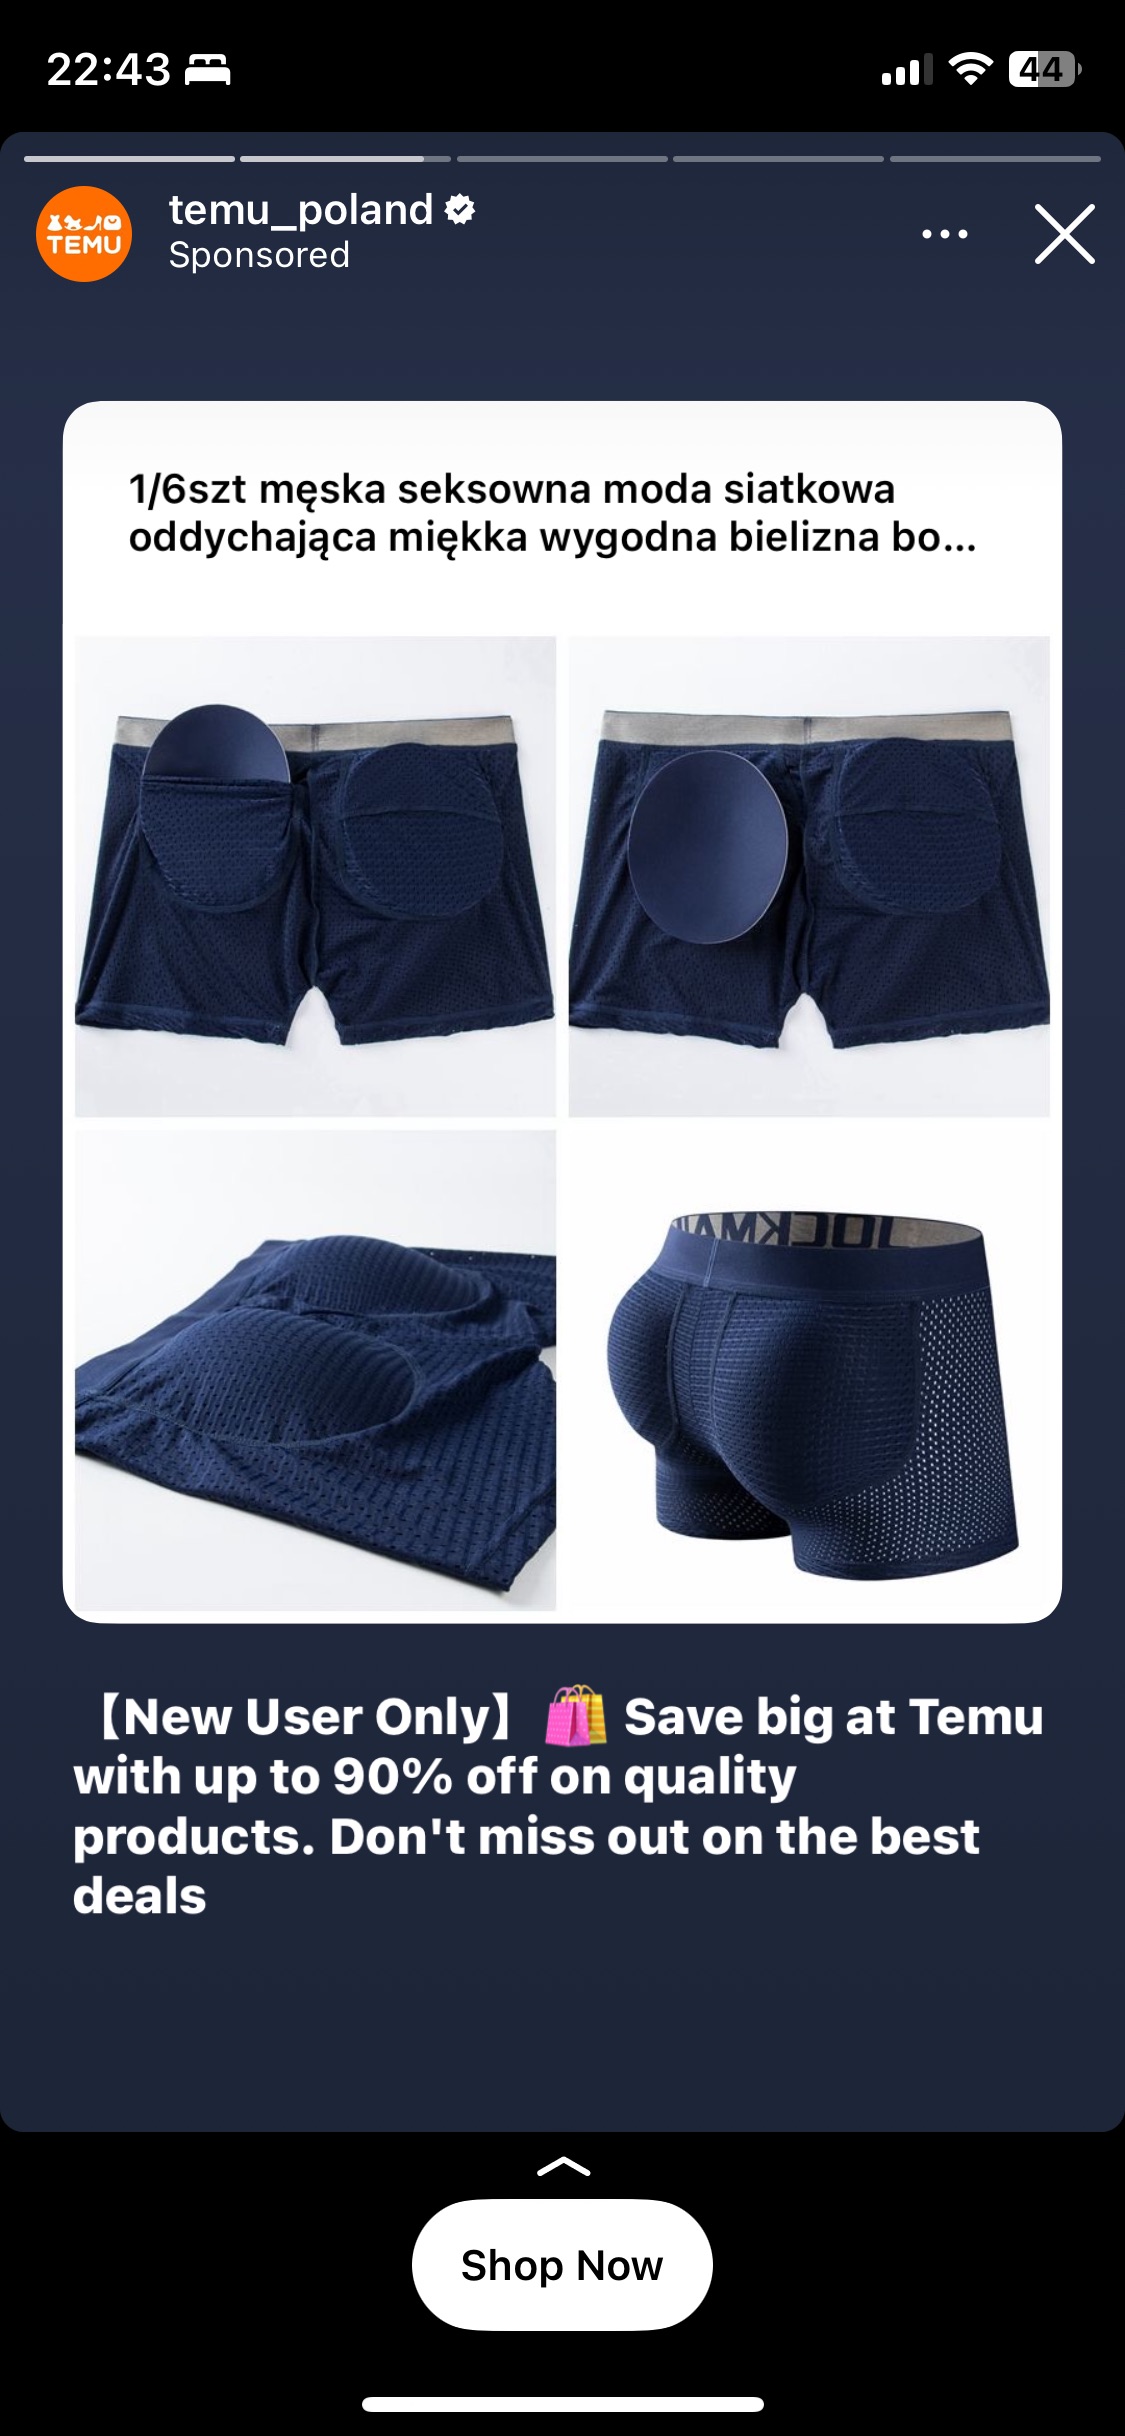 22:43
44
TEMU
temu_poland
Sponsored
1/6szt męska seksowna moda siatkowa
oddychająca miękka wygodna bielizna bo...
JOCKMAI
【New User Only】🛍️ Save big at Temu
with up to 90% off on quality
products. Don't miss out on the best
deals
Shop Now